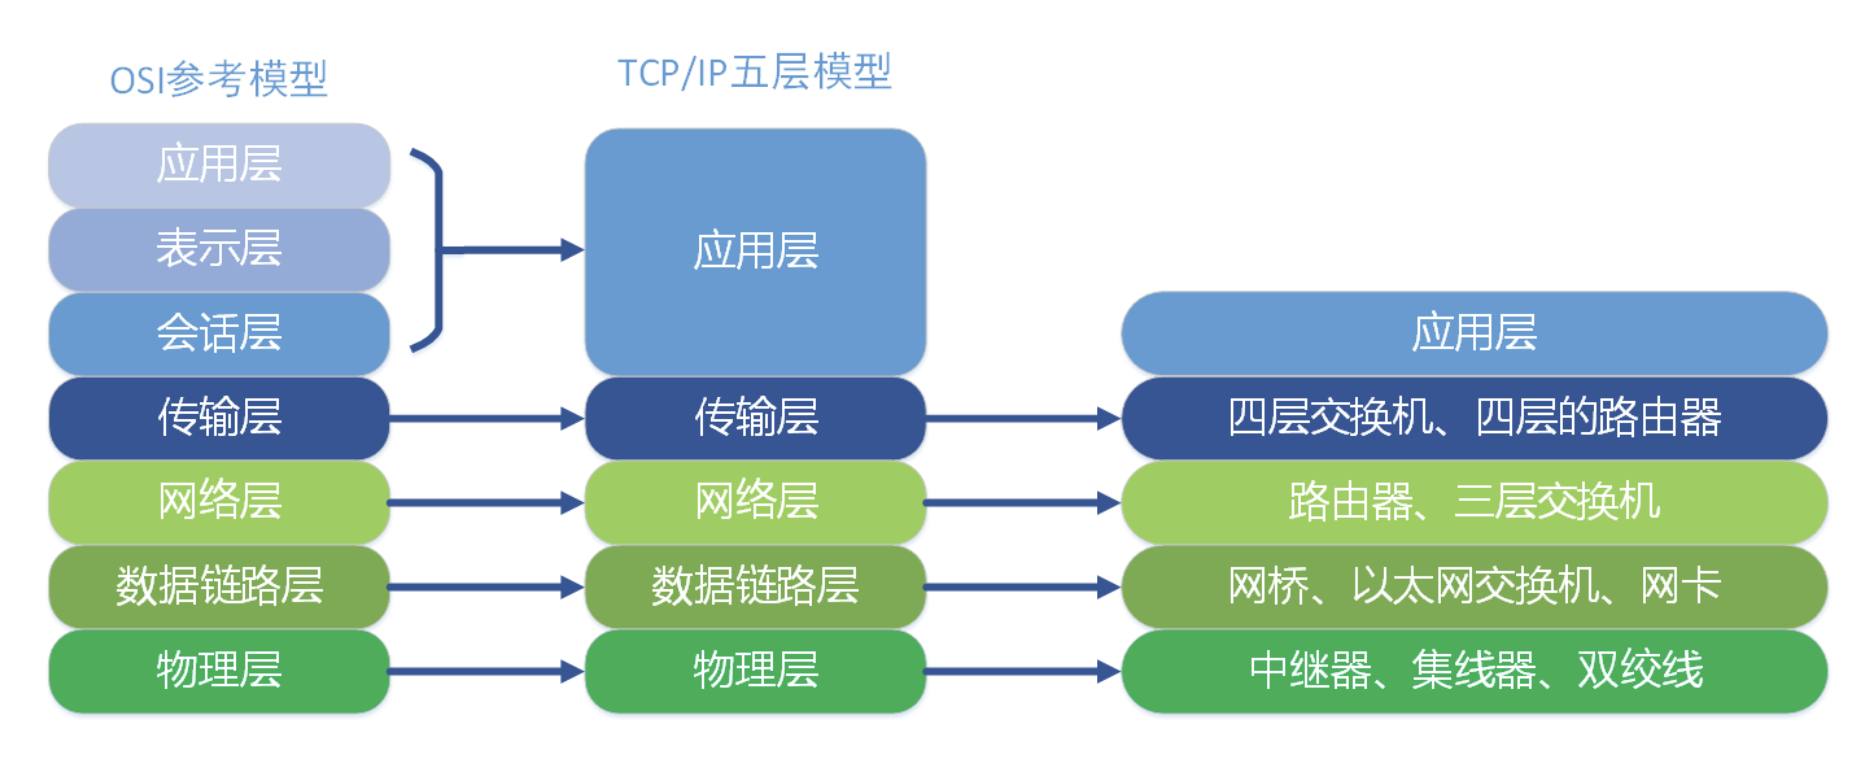 OSI参考模型
应用层
表示层
会话层
传输层
网络层
数据链路层
物理层
TCP/IP五层模型
应用层
传输层
网络层
数据链路层
物理层
应用层
四层交换机、四层的路由器
路由器、三层交换机
网桥、以太网交换机、网卡
中继器、集线器、双绞线